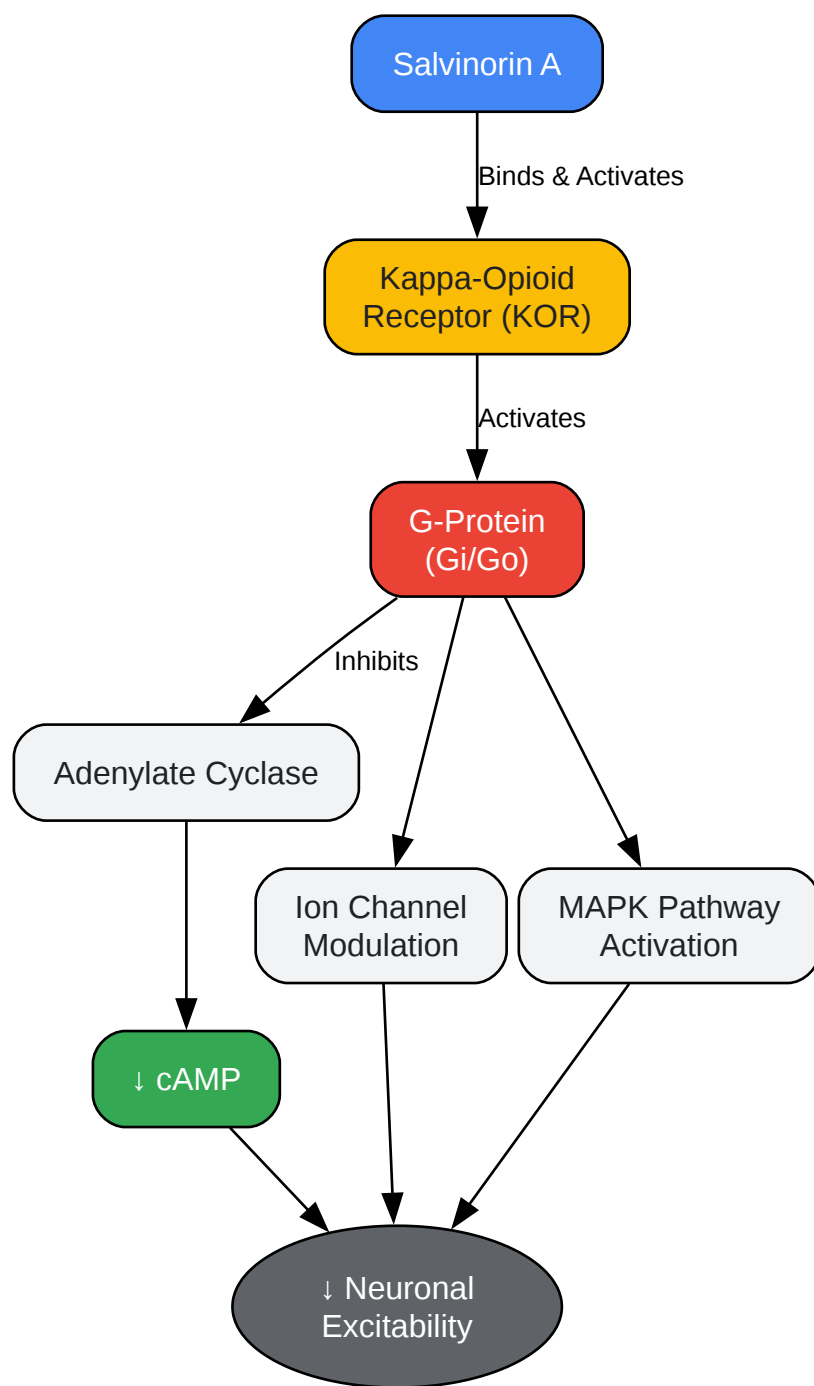 Salvinorin A
Binds & Activates
Kappa-Opioid
Receptor (KOR)
Activates
G-Protein
(Gi/Go)
Inhibits
Adenylate Cyclase
Ion Channel
Modulation
MAPK Pathway
Activation
↓ cAMP
↓ Neuronal
Excitability